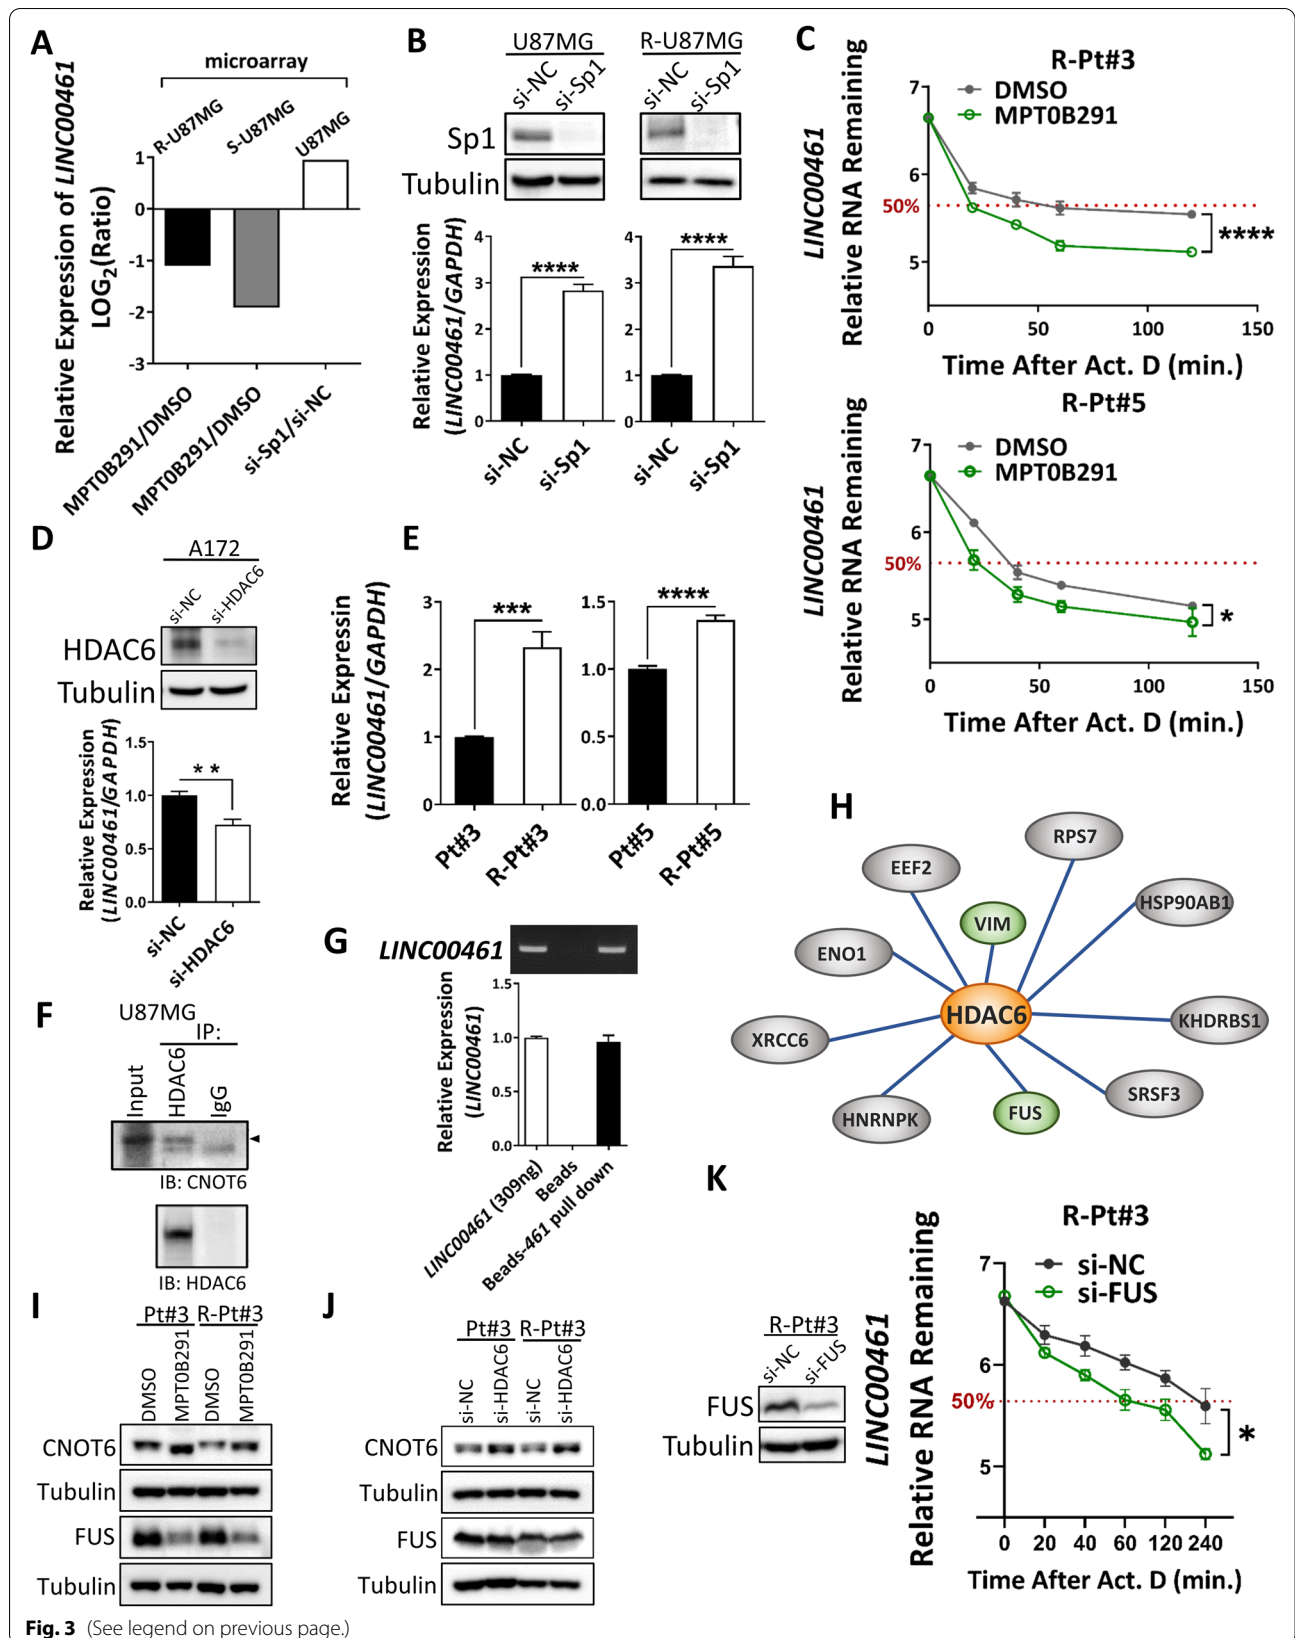 A
microarray
R-U87MG
S-U87MG
U87MG
Relative Expression of LINC00461
LOG2(Ratio)
1
0
-1
-2
-3
MPT0B291/DMSO
MPT0B291/DMSO
si-Sp1/si-NC
B
U87MG
R-U87MG
si-NC
si-Sp1
si-NC
si-Sp1
Sp1
Tubulin
Relative Expression
(LINC00461/GAPDH)
4
3
2
1
0
****
si-NC
si-Sp1
4
3
2
1
0
****
si-NC
si-Sp1
C
R-Pt#3
DMSO
MPT0B291
LINC00461
Relative RNA Remaining
7
6
50%
5
****
0
50
100
150
Time After Act. D (min.)
R-Pt#5
DMSO
MPT0B291
LINC00461
Relative RNA Remaining
7
6
50%
5
*
0
50
100
150
Time After Act. D (min.)
D
A172
si-NC
si-HDAC6
HDAC6
Tubulin
Relative Expression
(LINC00461/GAPDH)
1.5
1.0
0.5
0.0
**
si-NC
si-HDAC6
E
Relative Expressin
(LINC00461/GAPDH)
3
2
1
0
***
Pt#3
R-Pt#3
1.5
1.0
0.5
0.0
****
Pt#5
R-Pt#5
F
U87MG
IP:
Input
HDAC6
IgG
IB: CNOT6
IB: HDAC6
G
LINC00461
Relative Expression
(LINC00461)
1.5
1.0
0.5
0.0
LINC00461 (309ng)
Beads
Beads-461 pull down
H
RPS7
EEF2
HSP90AB1
VIM
ENO1
HDAC6
KHDRBS1
XRCC6
SRSF3
HNRNPK
FUS
I
Pt#3
R-Pt#3
DMSO
MPT0B291
DMSO
MPT0B291
CNOT6
Tubulin
FUS
Tubulin
J
Pt#3
R-Pt#3
si-NC
si-HDAC6
si-NC
si-HDAC6
CNOT6
Tubulin
FUS
Tubulin
K
R-Pt#3
si-NC
si-FUS
FUS
Tubulin
R-Pt#3
si-NC
si-FUS
LINC00461
Relative RNA Remaining
7
6
50%
5
*
0
20
40
60
120
240
Time After Act. D (min.)
Fig. 3 (See legend on previous page.)